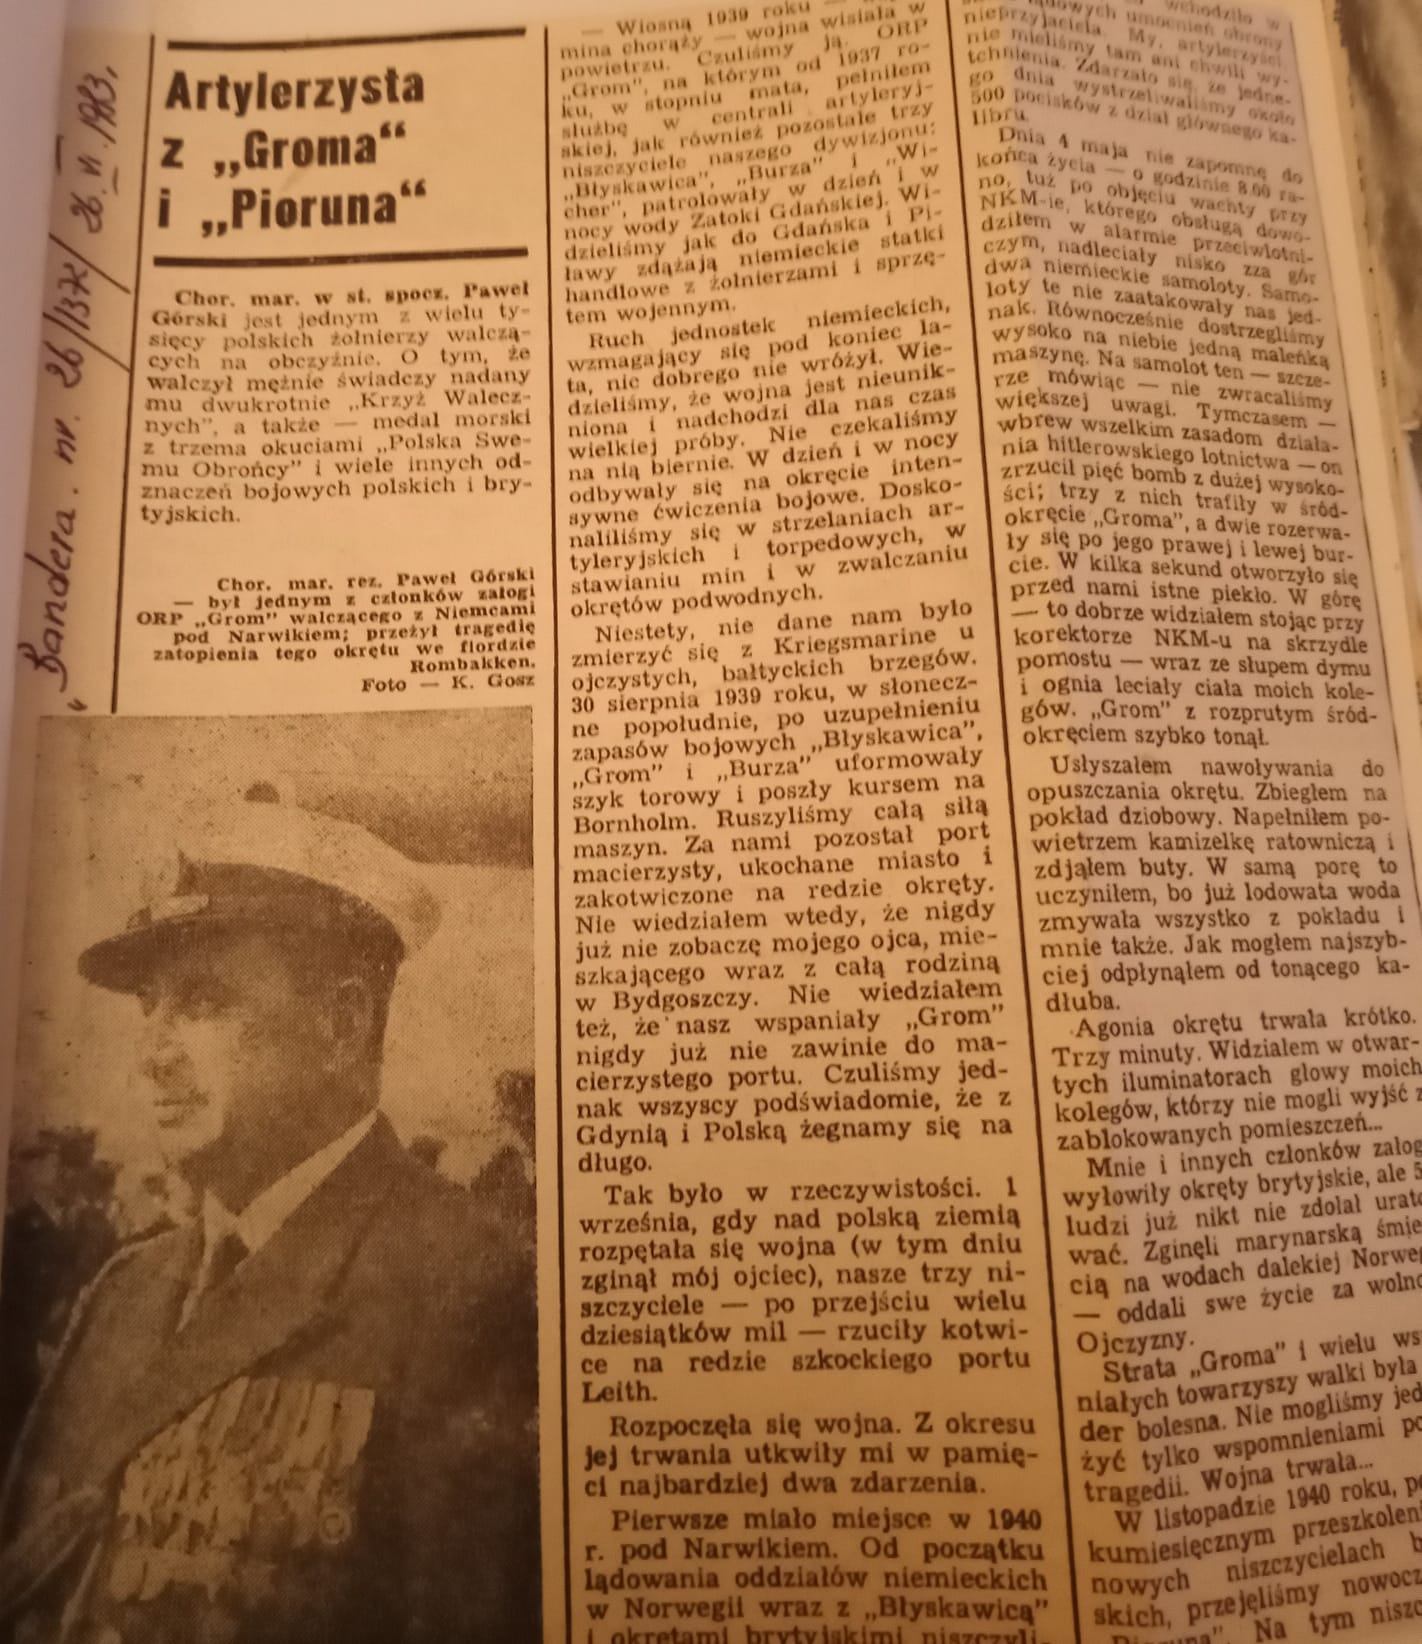 „Bandera. nr. 26/1374/ 26.VI.1983.
Artylerzysta
z „Groma“
i „Pioruna“
Chor. mar. w st. spocz. Paweł
Górski jest jednym z wielu ty-
sięcy polskich żołnierzy walczą-
cych na obczyźnie. O tym, że
walczył mężnie świadczy nadany
mu dwukrotnie „Krzyż Walecz-
nych”, a także — medal morski
z trzema okuciami „Polska Swe-
mu Obrońcy” i wiele innych od-
znaczeń bojowych polskich i bry-
tyjskich.
Chor. mar. rez. Paweł Górski
— był jednym z członków załogi
ORP „Grom” walczącego z Niemcami
pod Narwikiem; przeżył tragedię
zatopienia tego okrętu we fiordzie
Rombakken.
Foto — K. Gosz
— Wiosną 1939 roku —
mina chorąży — wojna wisiała w
powietrzu. Czuliśmy ją. ORP
„Grom”, na którym od 1937 ro-
ku, w stopniu mata, pełniłem
służbę w centrali artyleryj-
skiej, jak również pozostałe trzy
niszczyciele naszego dywizjonu:
„Błyskawica”, „Burza” i „Wi-
cher”, patrolowały w dzień i w
nocy wody Zatoki Gdańskiej. Wi-
dzieliśmy jak do Gdańska i Pi-
ławy zdążają niemieckie statki
handlowe z żołnierzami i sprzę-
tem wojennym.
Ruch jednostek niemieckich,
wzmagający się pod koniec la-
ta, nic dobrego nie wróżył. Wie-
dzieliśmy, że wojna jest nieunik-
niona i nadchodzi dla nas czas
wielkiej próby. Nie czekaliśmy
na nią biernie. W dzień i w nocy
odbywały się na okręcie inten-
sywne ćwiczenia bojowe. Dosko-
naliliśmy się w strzelaniach ar-
tyleryjskich i torpedowych, w
stawianiu min i w zwalczaniu
okrętów podwodnych.
Niestety, nie dane nam było
zmierzyć się z Kriegsmarine u
ojczystych, bałtyckich brzegów.
30 sierpnia 1939 roku, w słonecz-
ne popołudnie, po uzupełnieniu
zapasów bojowych „Błyskawica”,
„Grom” i „Burza” uformowały
szyk torowy i poszły kursem na
Bornholm. Ruszyliśmy całą siłą
maszyn. Za nami pozostał port
macierzysty, ukochane miasto i
zakotwiczone na redzie okręty.
Nie wiedziałem wtedy, że nigdy
już nie zobaczę mojego ojca, mie-
szkającego wraz z całą rodziną
w Bydgoszczy. Nie wiedziałem
też, że nasz wspaniały „Grom”
nigdy już nie zawinie do ma-
cierzystego portu. Czuliśmy jed-
nak wszyscy podświadomie, że z
Gdynią i Polską żegnamy się na
długo.
Tak było w rzeczywistości. 1
września, gdy nad polską ziemią
rozpętała się wojna (w tym dniu
zginął mój ojciec), nasze trzy ni-
szczyciele — po przejściu wielu
dziesiątków mil — rzuciły kotwi-
ce na redzie szkockiego portu
Leith.
Rozpoczęła się wojna. Z okresu
jej trwania utkwiły mi w pamię-
ci najbardziej dwa zdarzenia.
Pierwsze miało miejsce w 1940
r. pod Narwikiem. Od początku
lądowania oddziałów niemieckich
w Norwegii wraz z „Błyskawicą”
i okrętami brytyjskimi niszczyli-
wchodziło w
lądowych umocnień obrony
nieprzyjaciela. My, artylerzyści
nie mieliśmy tam ani chwili wy-
tchnienia. Zdarzało się, że jedne-
go dnia wystrzeliwaliśmy około
500 pocisków z dział głównego ka-
libru.
Dnia 4 maja nie zapomnę do
końca życia — o godzinie 8.00 ra-
no, tuż po objęciu wachty przy
NKM-ie, którego obsługą dowo-
dziłem w alarmie przeciwlotni-
czym, nadleciały nisko zza gór
dwa niemieckie samoloty. Samo-
loty te nie zaatakowały nas jed-
nak. Równocześnie dostrzegliśmy
wysoko na niebie jedną maleńką
maszynę. Na samolot ten — szcze-
rze mówiąc — nie zwracaliśmy
większej uwagi. Tymczasem —
wbrew wszelkim zasadom działa-
nia hitlerowskiego lotnictwa — on
zrzucił pięć bomb z dużej wysoko-
ści; trzy z nich trafiły w śród-
okręcie „Groma”, a dwie rozerwa-
ły się po jego prawej i lewej bur-
cie. W kilka sekund otworzyło się
przed nami istne piekło. W górę
— to dobrze widziałem stojąc przy
korektorze NKM-u na skrzydle
pomostu — wraz ze słupem dymu
i ognia leciały ciała moich kole-
gów. „Grom” z rozprutym śród-
okręciem szybko tonął.
Usłyszałem nawoływania do
opuszczania okrętu. Zbiegłem na
pokład dziobowy. Napełniłem po-
wietrzem kamizelkę ratowniczą i
zdjąłem buty. W samą porę to
uczyniłem, bo już lodowata woda
zmywała wszystko z pokładu i
mnie także. Jak mogłem najszyb-
ciej odpłynąłem od tonącego ka-
dłuba.
Agonia okrętu trwała krótko.
Trzy minuty. Widziałem w otwar-
tych iluminatorach głowy moich
kolegów, którzy nie mogli wyjść z
zablokowanych pomieszczeń...
Mnie i innych członków załog
wyłowiły okręty brytyjskie, ale 5
ludzi już nikt nie zdołał urato
wać. Zginęli marynarską śmie
cią na wodach dalekiej Norweg
— oddali swe życie za wolno
Ojczyzny.
Strata „Groma” i wielu ws
niałych towarzyszy walki była
der bolesna. Nie mogliśmy jed
żyć tylko wspomnieniami po
tragedii. Wojna trwała...
W listopadzie 1940 roku, po
kumiesięcznym przeszkoleni
nowych niszczycielach b
skich, przejęliśmy nowocz
Na tym niszc